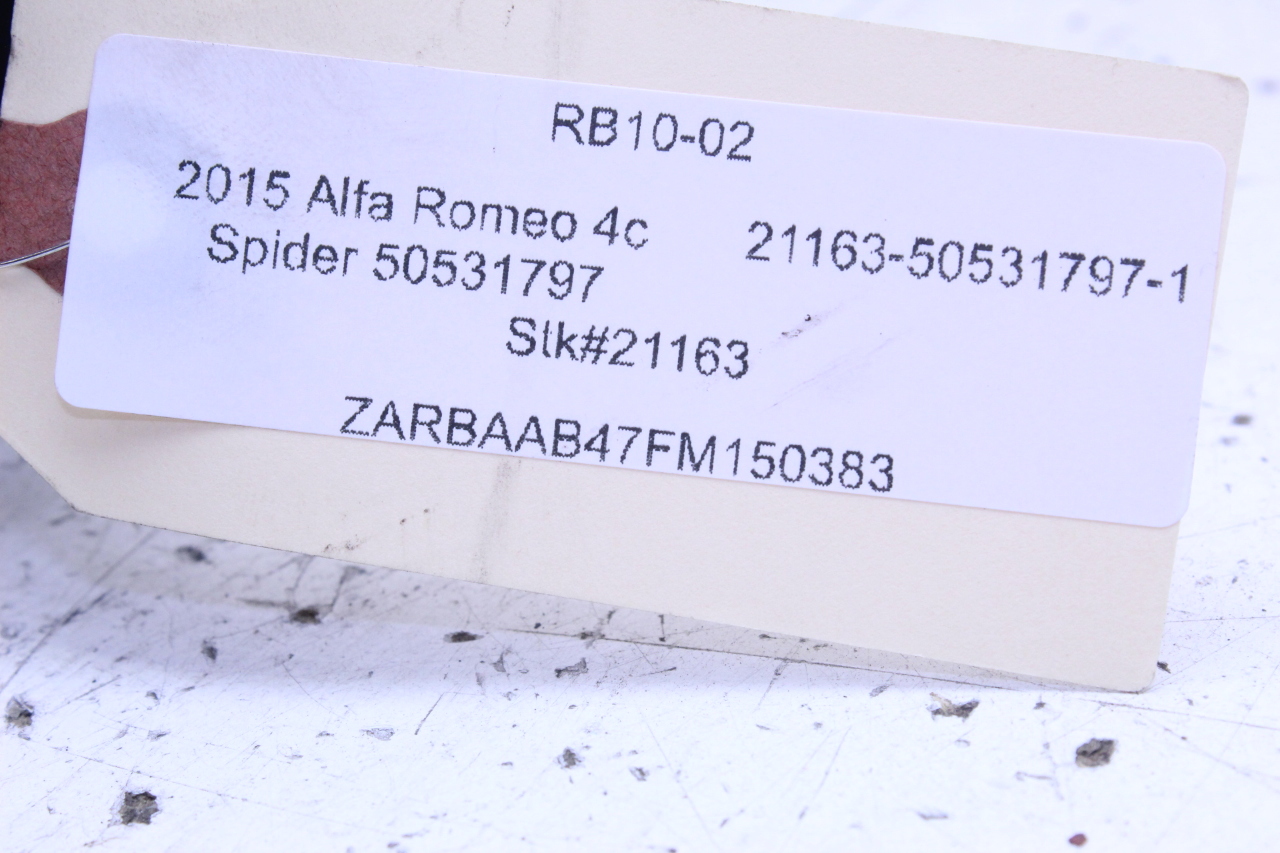 RB10-02
2015 Alfa Romeo 4c
Spider 50531797
21163-50531797-1
Stk#21163
ZARBAAB47FM150383